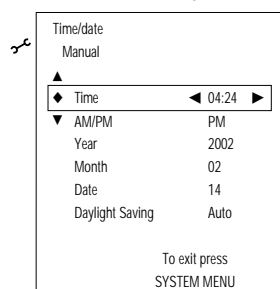 Time/date
Manual
Time 04:24
AM/PM PM
Year 2002
Month 02
Date 14
Daylight Saving Auto
To exit press
SYSTEM MENU